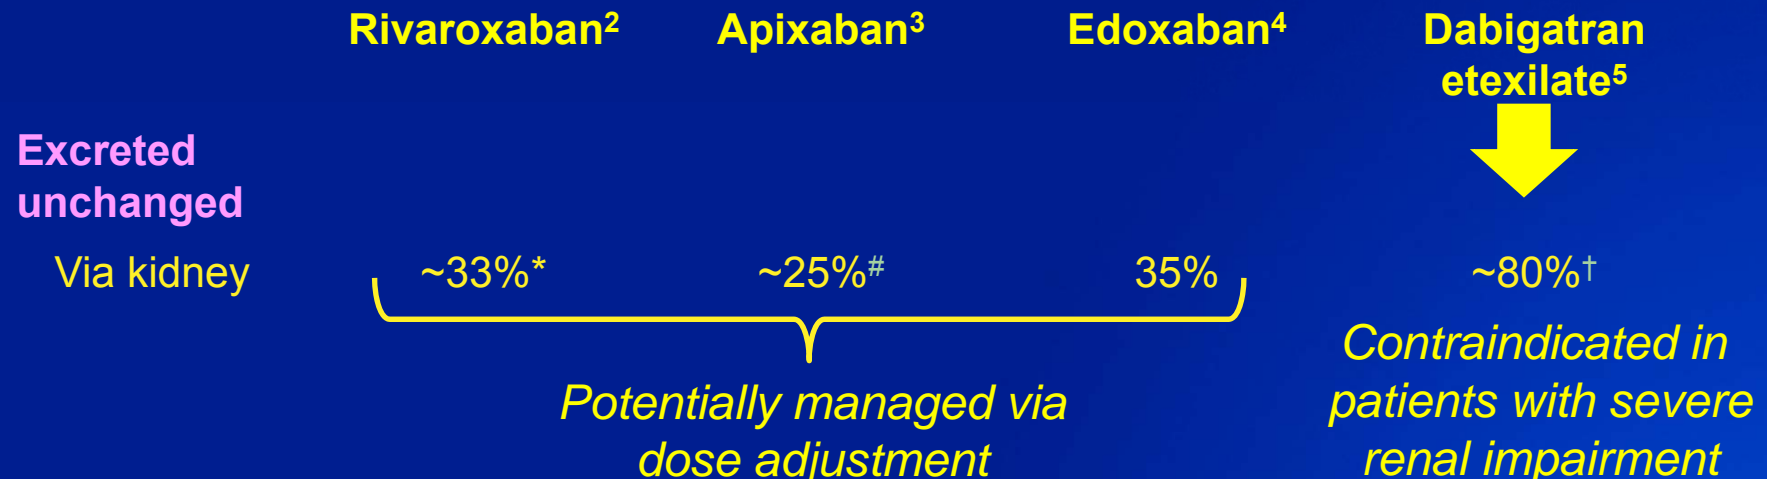 Rivaroxaban² Apixaban³ Edoxaban⁴ Dabigatran
etexilate⁵
Excreted
unchanged
Via kidney ~33%* ~25%# 35% ~80%†
Potentially managed via
dose adjustment
Contraindicated in
patients with severe
renal impairment